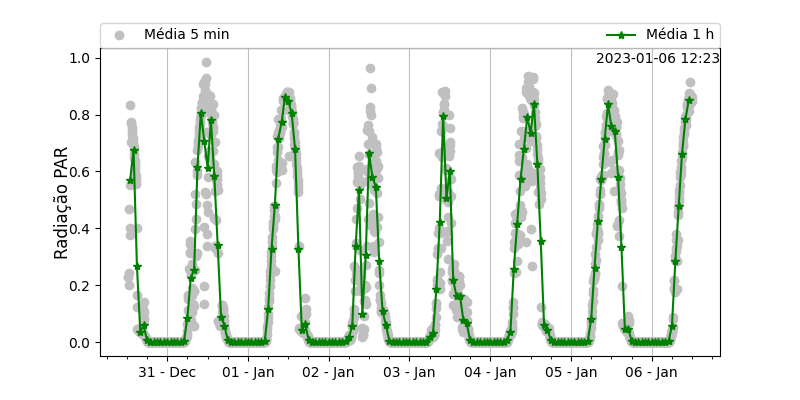 Média 5 min
Média 1 h
2023-01-06 12:23
Radiação PAR
1.0
0.8
0.6
0.4
0.2
0.0
31 - Dec
01 - Jan
02 - Jan
03 - Jan
04 - Jan
05 - Jan
06 - Jan